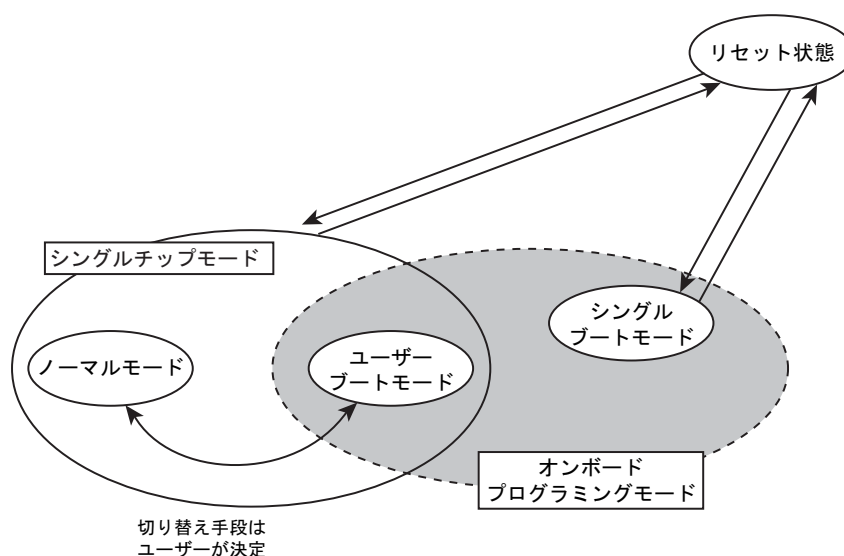 リセット状態
シングルチップモード
シングル
ブートモード
ノーマルモード
ユーザー
ブートモード
オンボード
プログラミングモード
切り替え手段は
ユーザーが決定